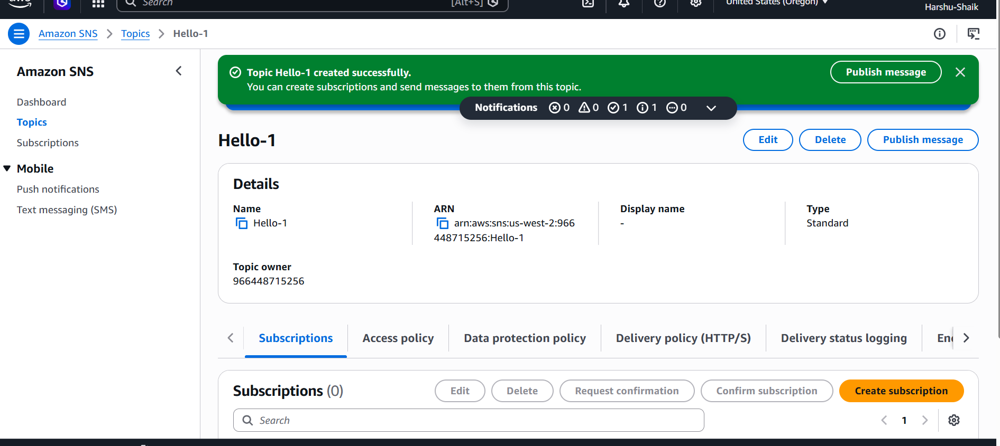 aws
Search [Alt+S]
United States (Oregon)
Harshu-Shaik
Amazon SNS Topics Hello-1
Amazon SNS
Dashboard
Topics
Subscriptions
Mobile
Push notifications
Text messaging (SMS)
Topic Hello-1 created successfully.
You can create subscriptions and send messages to them from this topic.
Publish message
Notifications 0 0 1 1 0
Hello-1
Edit Delete Publish message
Details
Name
Hello-1
ARN
arn:aws:sns:us-west-2:966
448715256:Hello-1
Display name
-
Type
Standard
Topic owner
966448715256
Subscriptions Access policy Data protection policy Delivery policy (HTTP/S) Delivery status logging
Subscriptions (0)
Edit Delete Request confirmation Confirm subscription Create subscription
Search
1